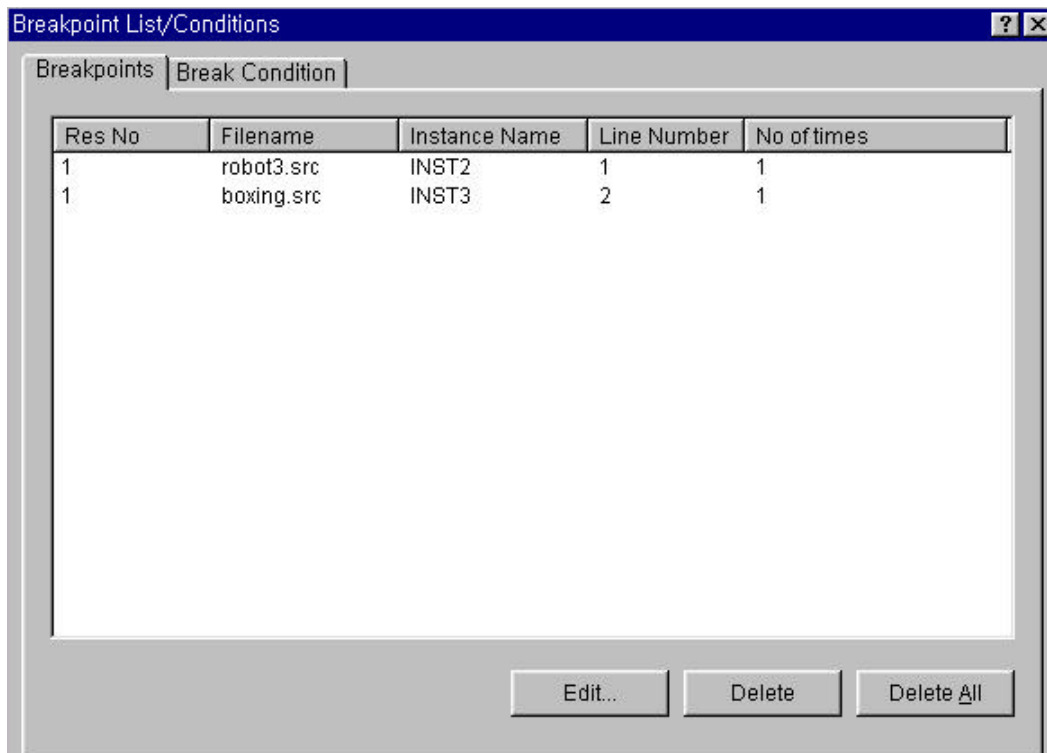 Breakpoint List/Conditions
Breakpoints Break Condition
Res No Filename Instance Name Line Number No of times
1 robot3.src INST2 1 1
1 boxing.src INST3 2 1
Edit... Delete Delete All